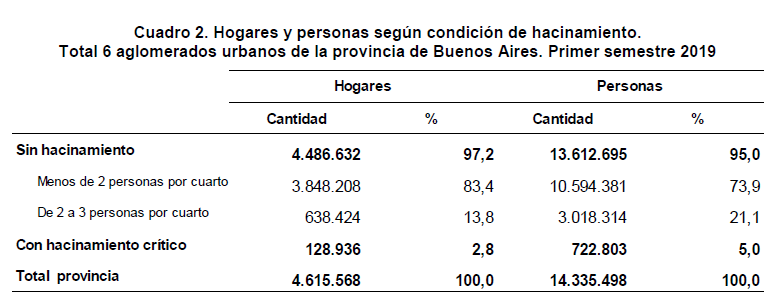 Cuadro 2. Hogares y personas según condición de hacinamiento.
Total 6 aglomerados urbanos de la provincia de Buenos Aires. Primer semestre 2019
Hogares Personas
Cantidad % Cantidad %
Sin hacinamiento 4.486.632 97,2 13.612.695 95,0
Menos de 2 personas por cuarto 3.848.208 83,4 10.594.381 73,9
De 2 a 3 personas por cuarto 638.424 13,8 3.018.314 21,1
Con hacinamiento crítico 128.936 2,8 722.803 5,0
Total provincia 4.615.568 100,0 14.335.498 100,0